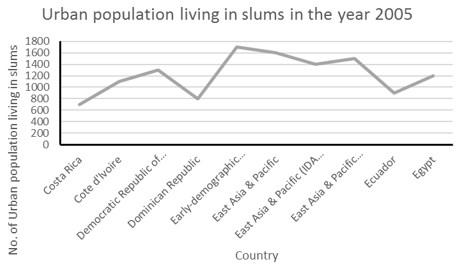 Urban population living in slums in the year 2005
No. of Urban population living in slums
1800
1600
1400
1200
1000
800
600
400
200
0
Costa Rica
Cote d'Ivoire
Democratic Republic of...
Dominican Republic
Early-demographic...
East Asia & Pacific
East Asia & Pacific (IDA...
East Asia & Pacific...
Ecuador
Egypt
Country